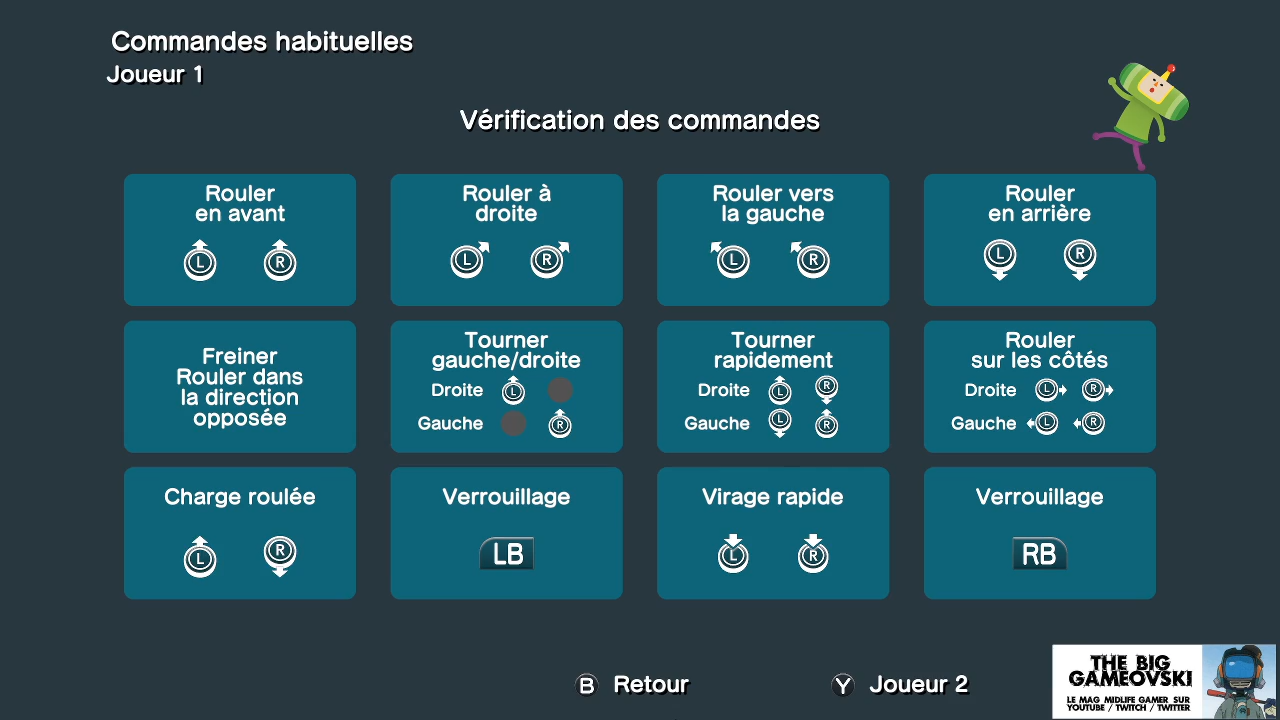 Commandes habituelles
Joueur 1
Vérification des commandes
Rouler
en avant
L R
Rouler à
droite
L R
Rouler vers
la gauche
L R
Rouler
en arrière
L R
Freiner
Rouler dans
la direction
opposée
Tourner
gauche/droite
Droite L
Gauche R
Tourner
rapidement
Droite L R
Gauche L R
Rouler
sur les côtés
Droite L R
Gauche L R
Charge roulée
L R
Verrouillage
LB
Virage rapide
L R
Verrouillage
RB
B Retour
Y Joueur 2
THE BIG
GAMEOVSKI
LE MAG MIDLIFE GAMER SUR
YOUTUBE / TWITCH / TWITTER